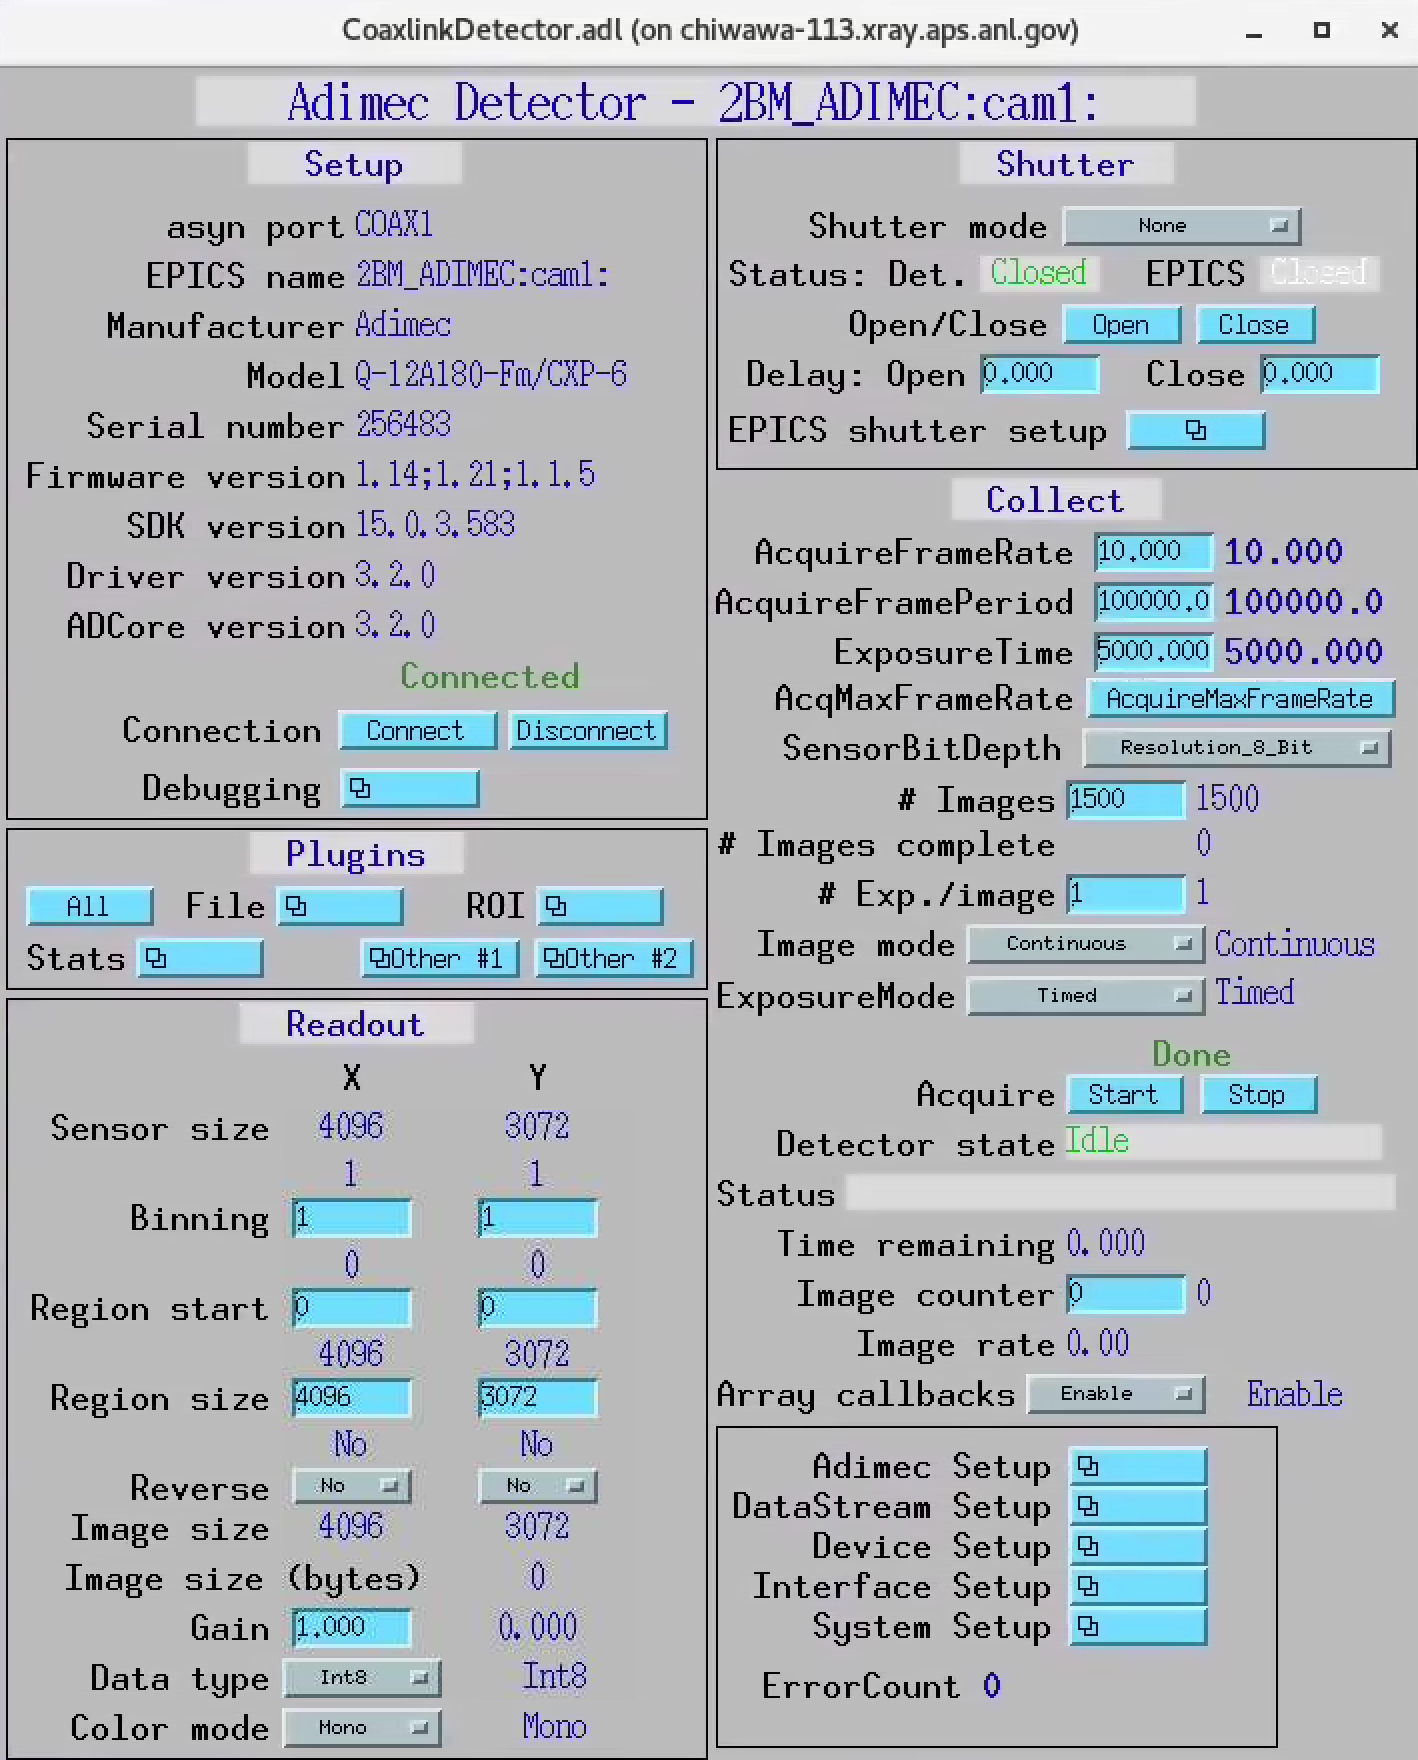 CoaxlinkDetector.adl (on chiwawa-113.xray.aps.anl.gov)
Adimec Detector - 2BM_ADIMEC:cam1:
Setup
asyn port COAX1
EPICS name 2BM_ADIMEC:cam1:
Manufacturer Adimec
Model Q-12A180-Fm/CXP-6
Serial number 256483
Firmware version 1.14;1.21;1.1.5
SDK version 15.0.3.583
Driver version 3.2.0
ADCore version 3.2.0
Connected
Connection Connect Disconnect
Debugging
Plugins
All File ROI
Stats Other #1 Other #2
Readout
X Y
Sensor size 4096 3072
1 1
Binning 1 1
0 0
Region start 0 0
4096 3072
Region size 4096 3072
No No
Reverse No No
Image size 4096 3072
Image size (bytes) 0
Gain 1.000 0.000
Data type Int8 Int8
Color mode Mono Mono
Shutter
Shutter mode None
Status: Det. Closed EPICS Closed
Open/Close Open Close
Delay: Open 0.000 Close 0.000
EPICS shutter setup
Collect
AcquireFrameRate 10.000 10.000
AcquireFramePeriod 100000.0 100000.0
ExposureTime 5000.000 5000.000
AcqMaxFrameRate AcquireMaxFrameRate
SensorBitDepth Resolution_8_Bit
# Images 1500 1500
# Images complete 0
# Exp./image 1 1
Image mode Continuous Continuous
ExposureMode Timed Timed
Done
Acquire Start Stop
Detector state Idle
Status
Time remaining 0.000
Image counter 0 0
Image rate 0.00
Array callbacks Enable Enable
Adimec Setup
DataStream Setup
Device Setup
Interface Setup
System Setup
ErrorCount 0